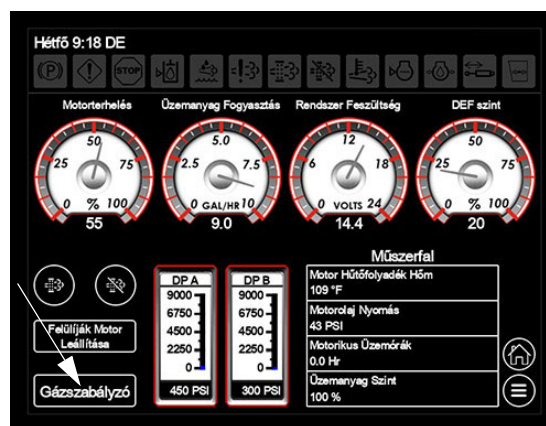 Hétfő 9:18 DE
(P) STOP
Motorterhelés Üzemanyag Fogyasztás Rendszer Feszültség DEF szint
50 5.0 12 50
25 75 2.5 7.5 6 18 25 75
0 % 100 0 GAL/HR 10 0 VOLTS 24 0 % 100
55 9.0 14.4 20
Műszerfal
DP A DP B
9000 9000
6750 6750
4500 4500
2250 2250
0 0
450 PSI 300 PSI
Motor Hűtőfolyadék Hőm
109 °F
Motorolaj Nyomás
43 PSI
Motorikus Üzemórák
0.0 Hr
Üzemanyag Szint
100 %
Felülíják Motor
Leállítása
Gázszabályzó